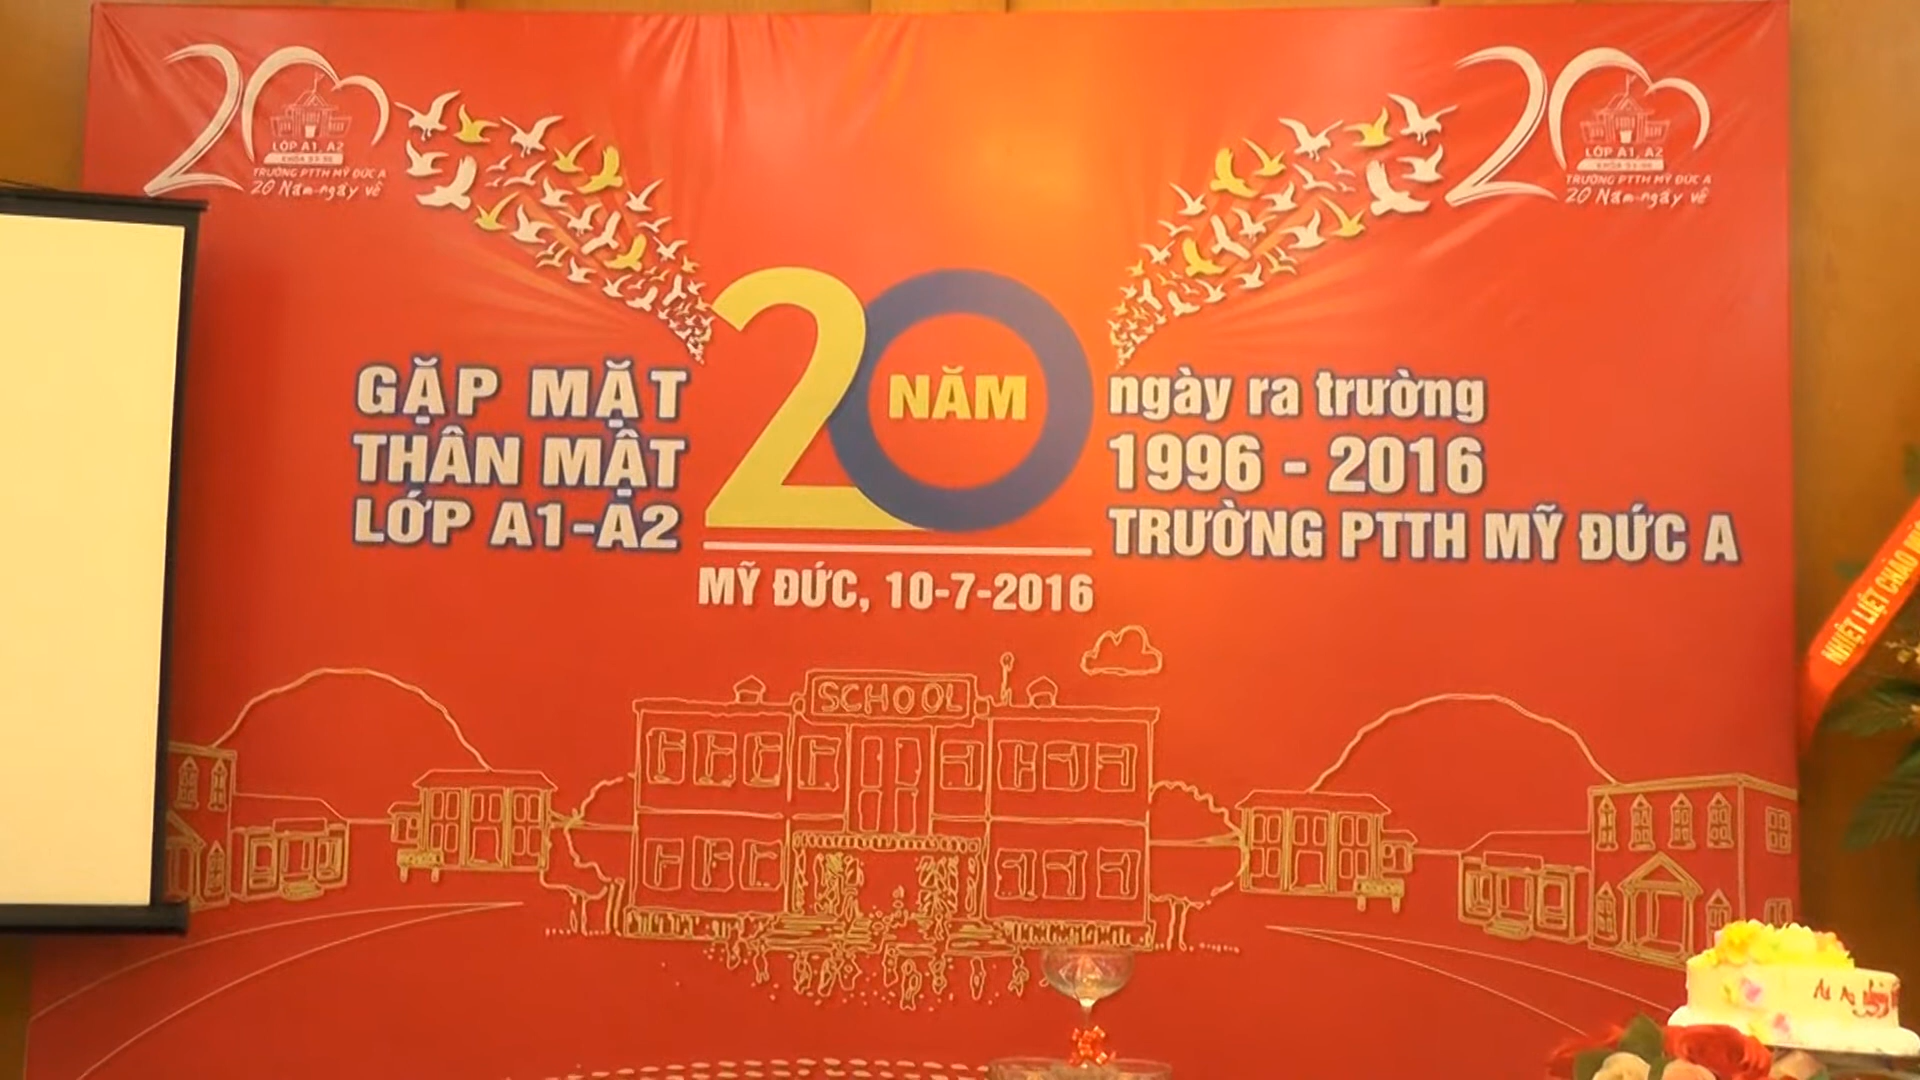 20
LỚP A1, A2
TRƯỜNG PTTH MỸ ĐỨC A
20 Năm-ngày về
20
LỚP A1, A2
TRƯỜNG PTTH MỸ ĐỨC A
20 Năm-ngày về
GẶP MẶT
THÂN MẬT
LỚP A1-A2
20 NĂM
ngày ra trường
1996 - 2016
TRƯỜNG PTTH MỸ ĐỨC A
MỸ ĐỨC, 10-7-2016
SCHOOL
NHIỆT LIỆT CHÀO